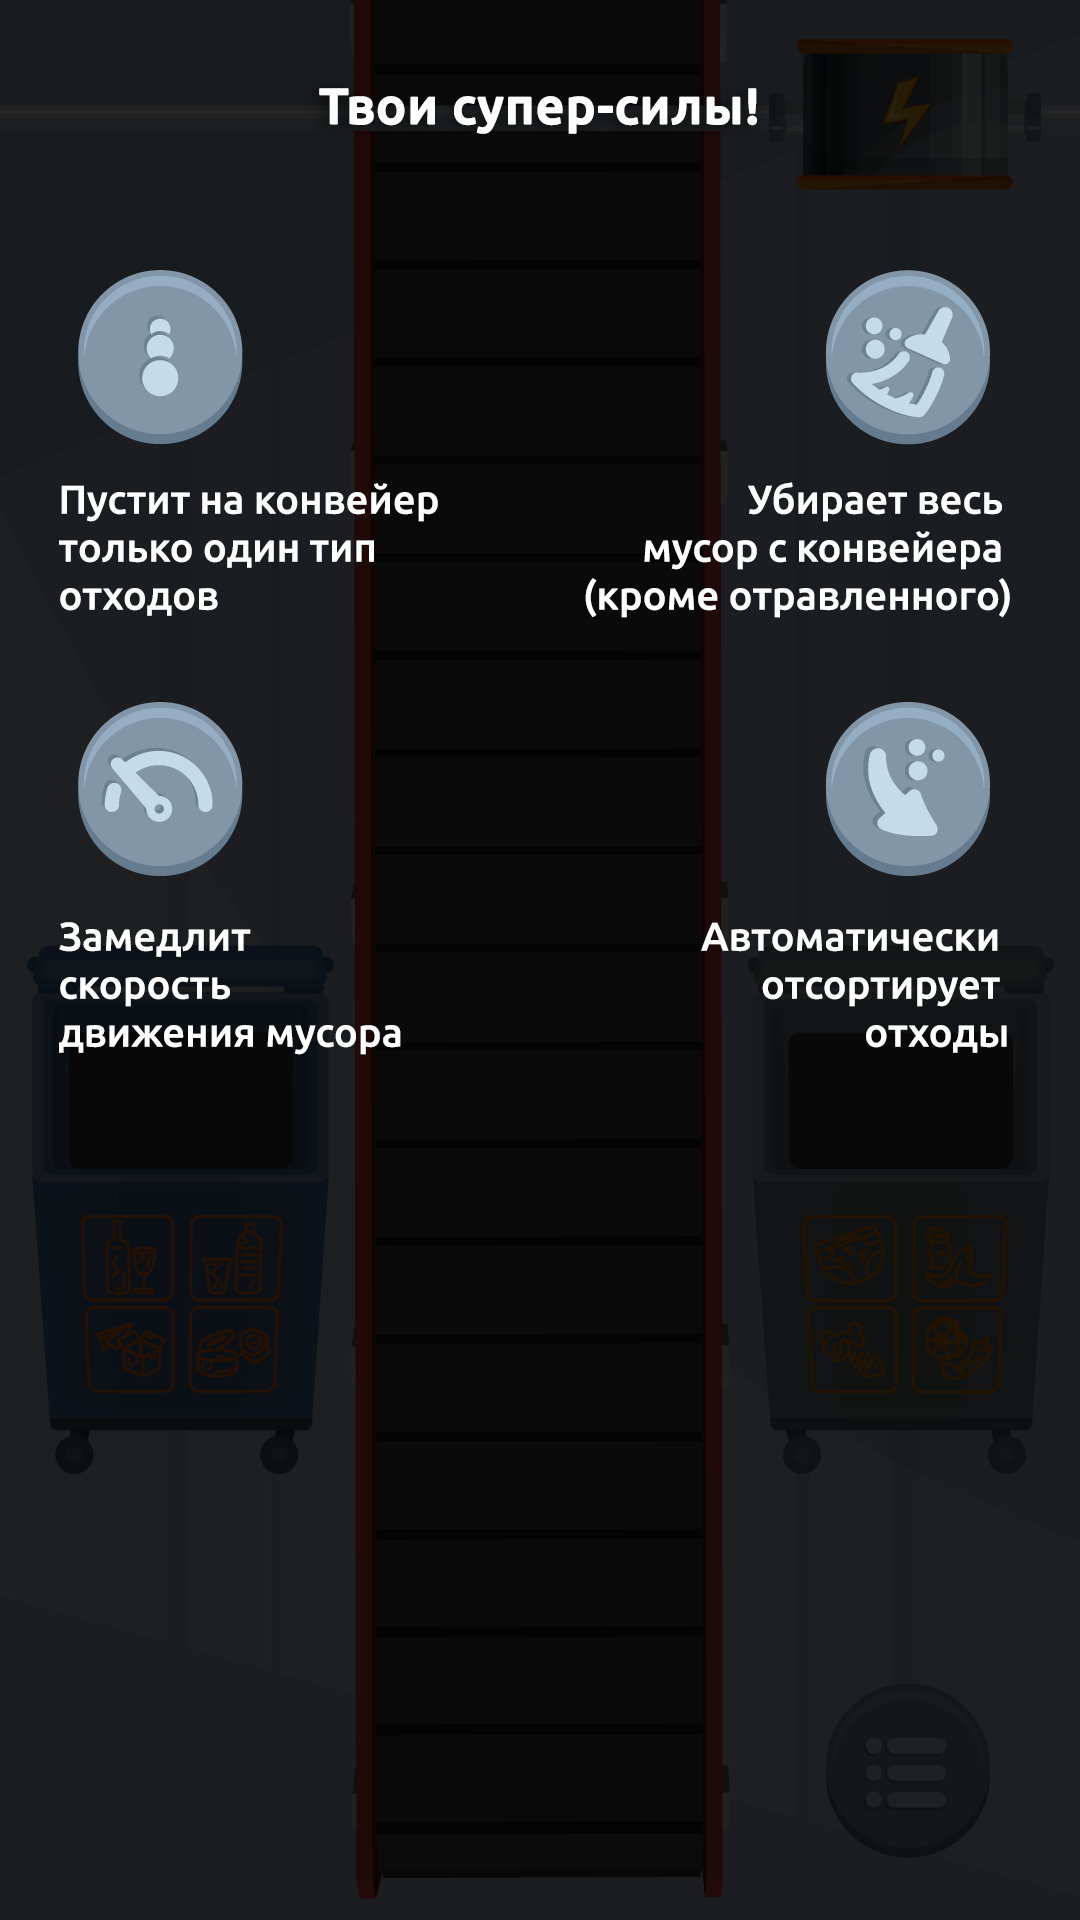 Твои супер-силы!
Пустит на конвейер
только один тип
отходов
Убирает весь
мусор с конвейера
(кроме отравленного)
Замедлит
скорость
движения мусора
Автоматически
отсортирует
отходы